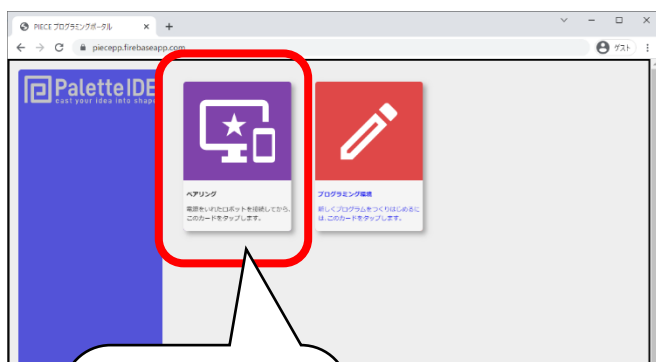 PIECE プログラミングポータル
piecepp.firebaseapp.com
ゲスト
PaletteIDE
cast your idea into shape
ペアリング
電源をいれたロボットを接続してから、
このカードをタップします。
プログラミング環境
新しくプログラムをつくりはじめるに
は、このカードをタップします。